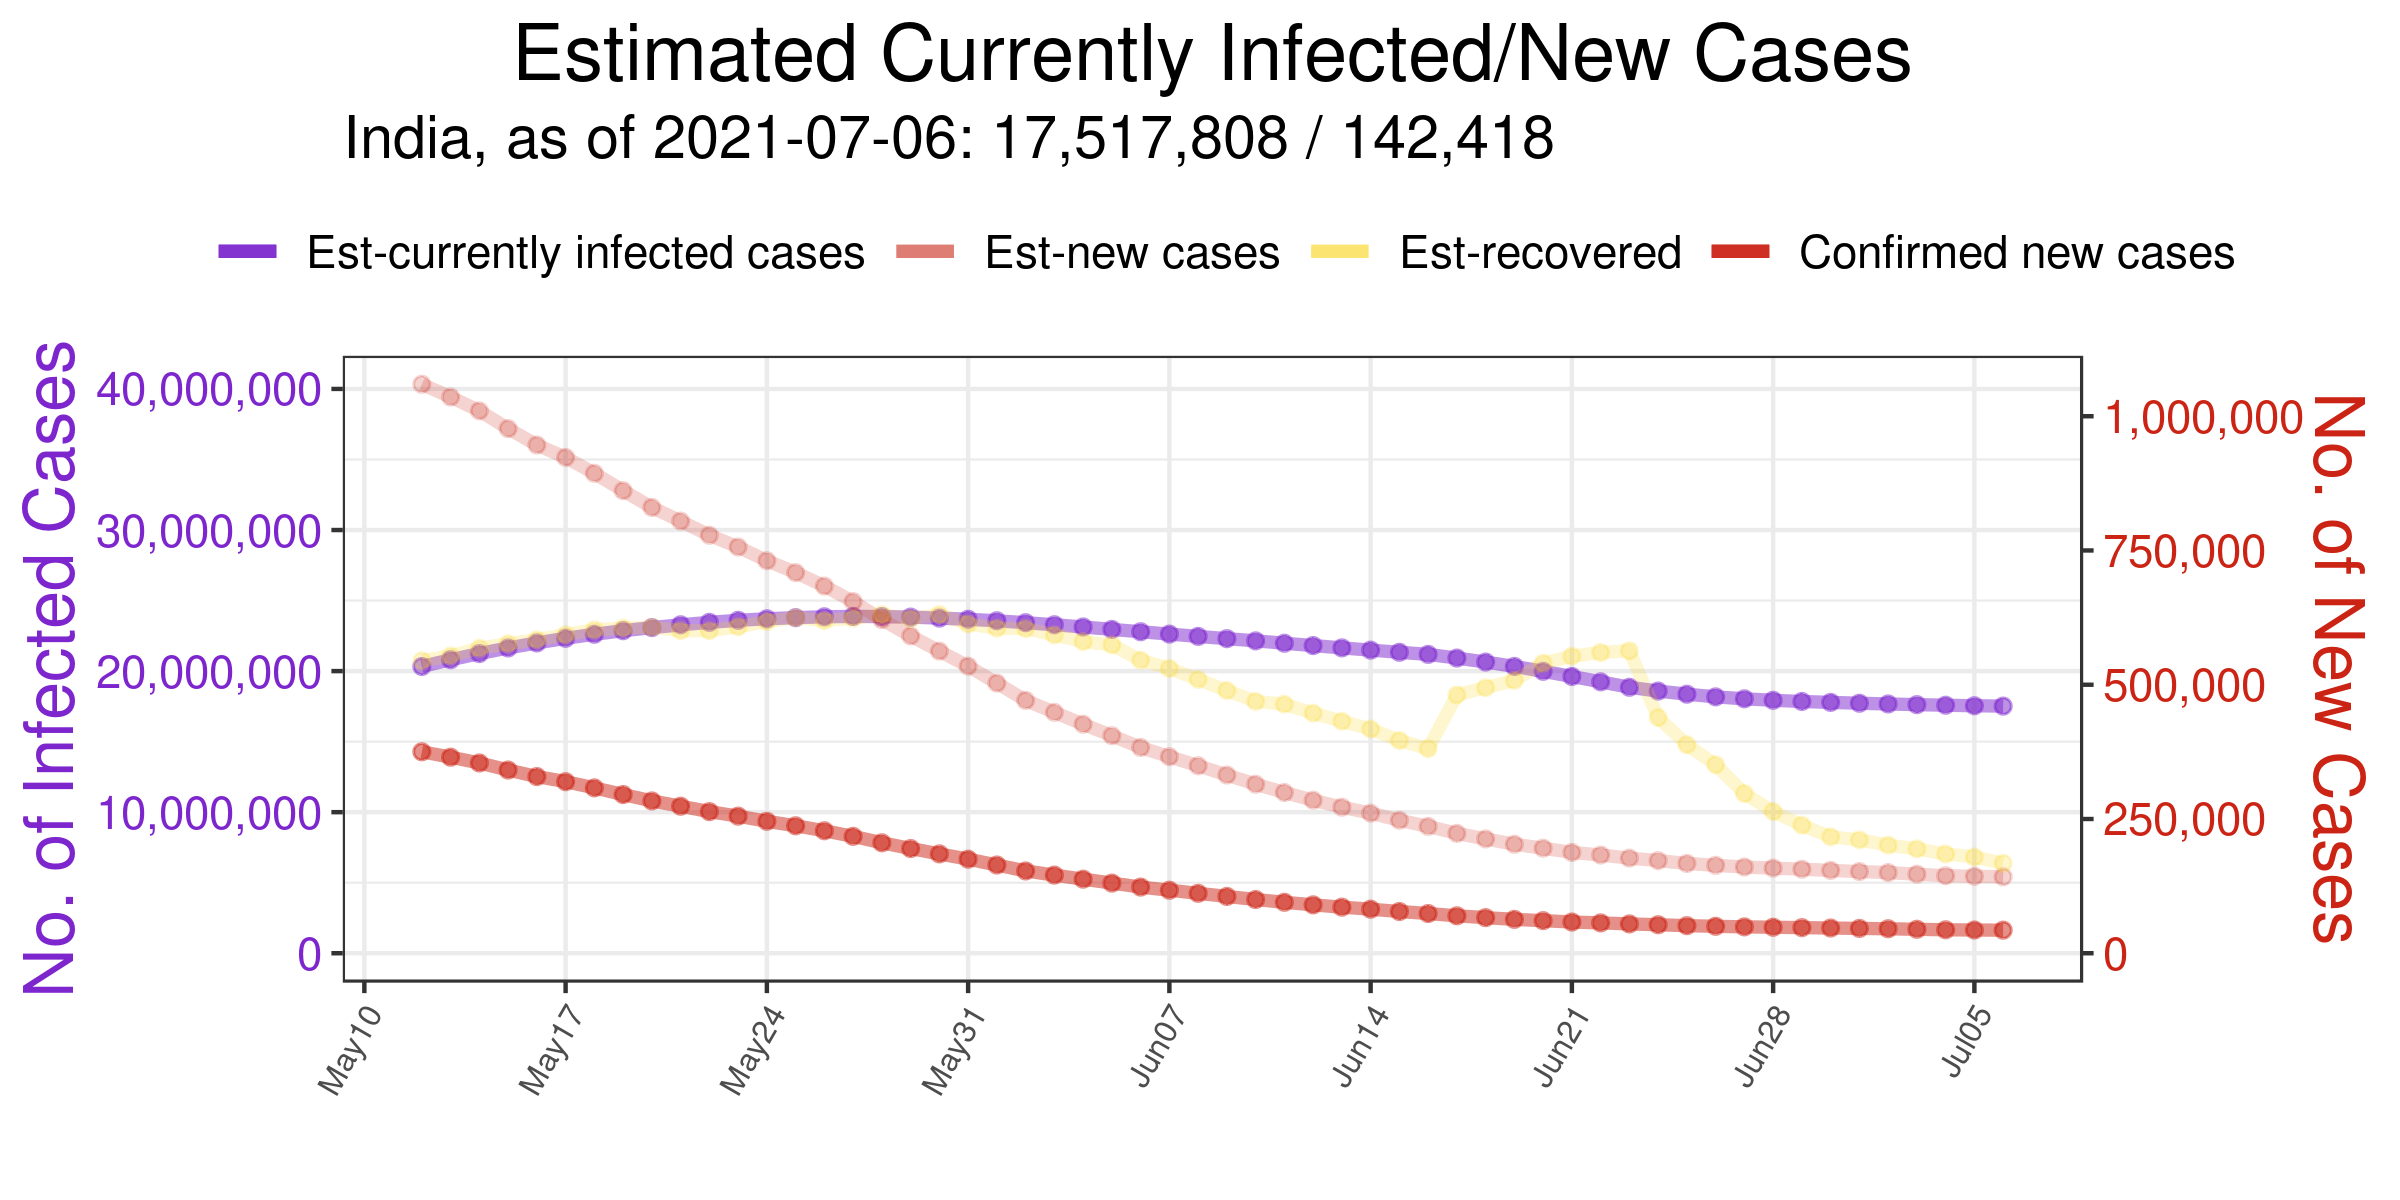 Estimated Currently Infected/New Cases
India, as of 2021-07-06: 17,517,808 / 142,418
Est-currently infected cases Est-new cases Est-recovered Confirmed new cases
No. of Infected Cases
40,000,000
30,000,000
20,000,000
10,000,000
0
1,000,000
750,000
500,000
250,000
0
No. of New Cases
May10 May17 May24 May31 Jun07 Jun14 Jun21 Jun28 Jul05